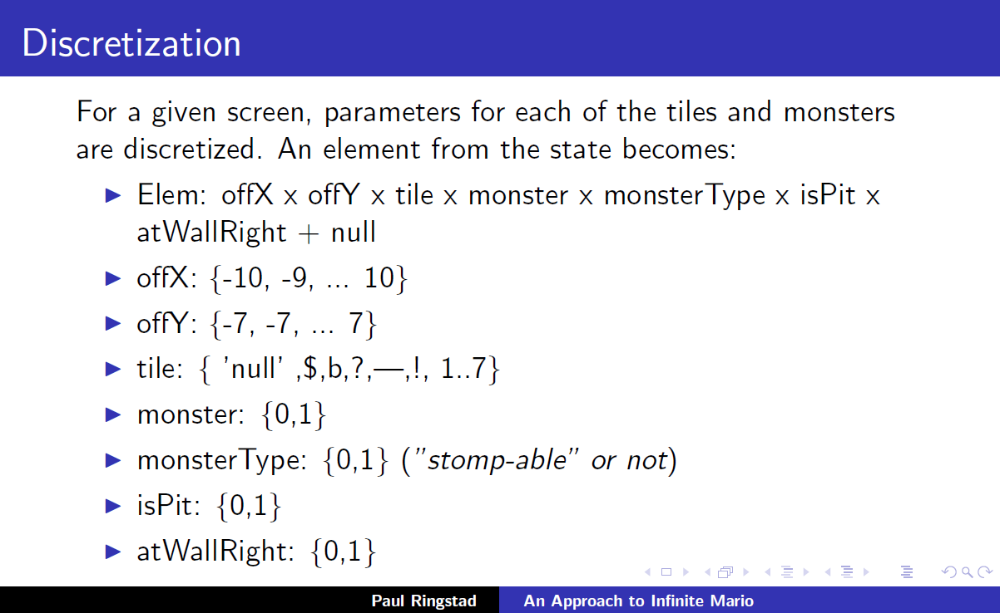 Discretization
For a given screen, parameters for each of the tiles and monsters
are discretized. An element from the state becomes:
Elem: offX x offY x tile x monster x monsterType x isPit x
atWallRight + null
offX: {-10, -9, ... 10}
offY: {-7, -7, ... 7}
tile: { 'null' ,$,b,?,—,!, 1..7}
monster: {0,1}
monsterType: {0,1} (”stomp-able” or not)
isPit: {0,1}
atWallRight: {0,1}
Paul Ringstad An Approach to Infinite Mario